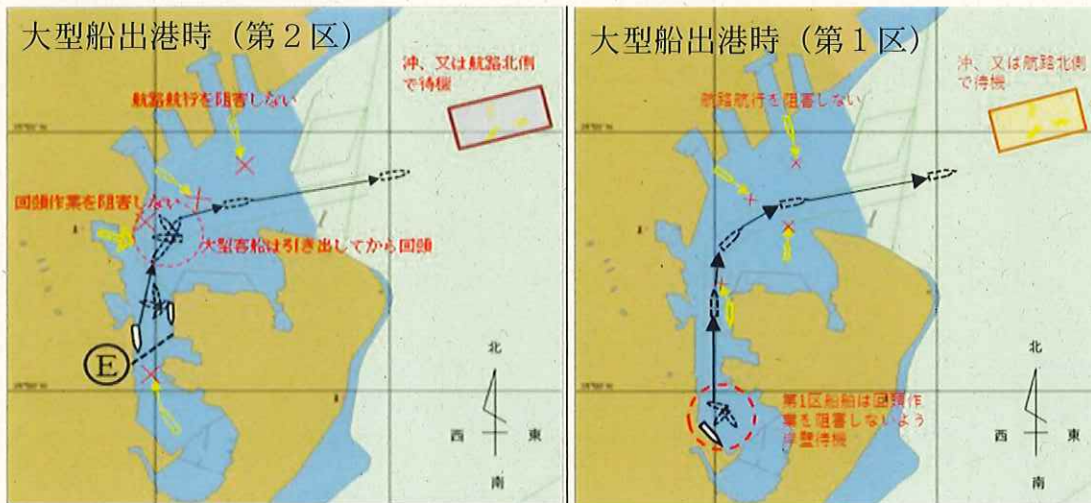 大型船出港時（第２区）
沖、又は航路北側
で待機
航路航行を阻害しない
回頭作業を阻害しない
大型客船は引き出してから回頭
E
北
西
東
南
大型船出港時（第１区）
沖、又は航路北側
で待機
航路航行を阻害しない
第1区船舶は回頭作
業を阻害しないよう
岸壁待機
北
西
東
南